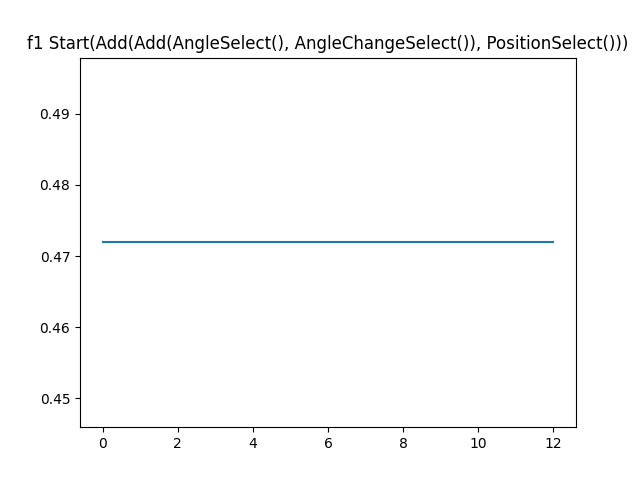 f1 Start(Add(Add(AngleSelect(), AngleChangeSelect()), PositionSelect()))
0.49
0.48
0.47
0.46
0.45
0 2 4 6 8 10 12